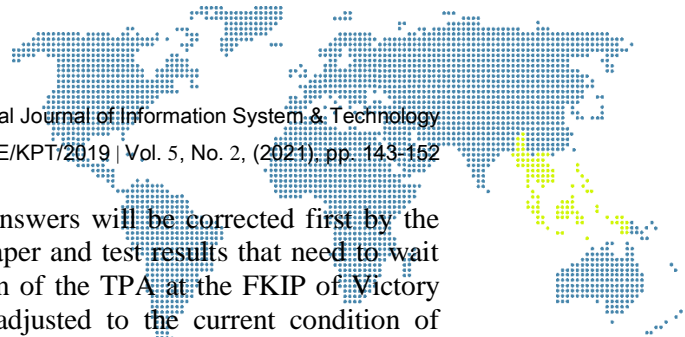 al Journal of Information System & Technology
E/KPT/2019 | Vol. 5, No. 2, (2021), pp. 143-152
nswers will be corrected first by the
aper and test results that need to wait
n of the TPA at the FKIP of Victory
adjusted to the current condition of